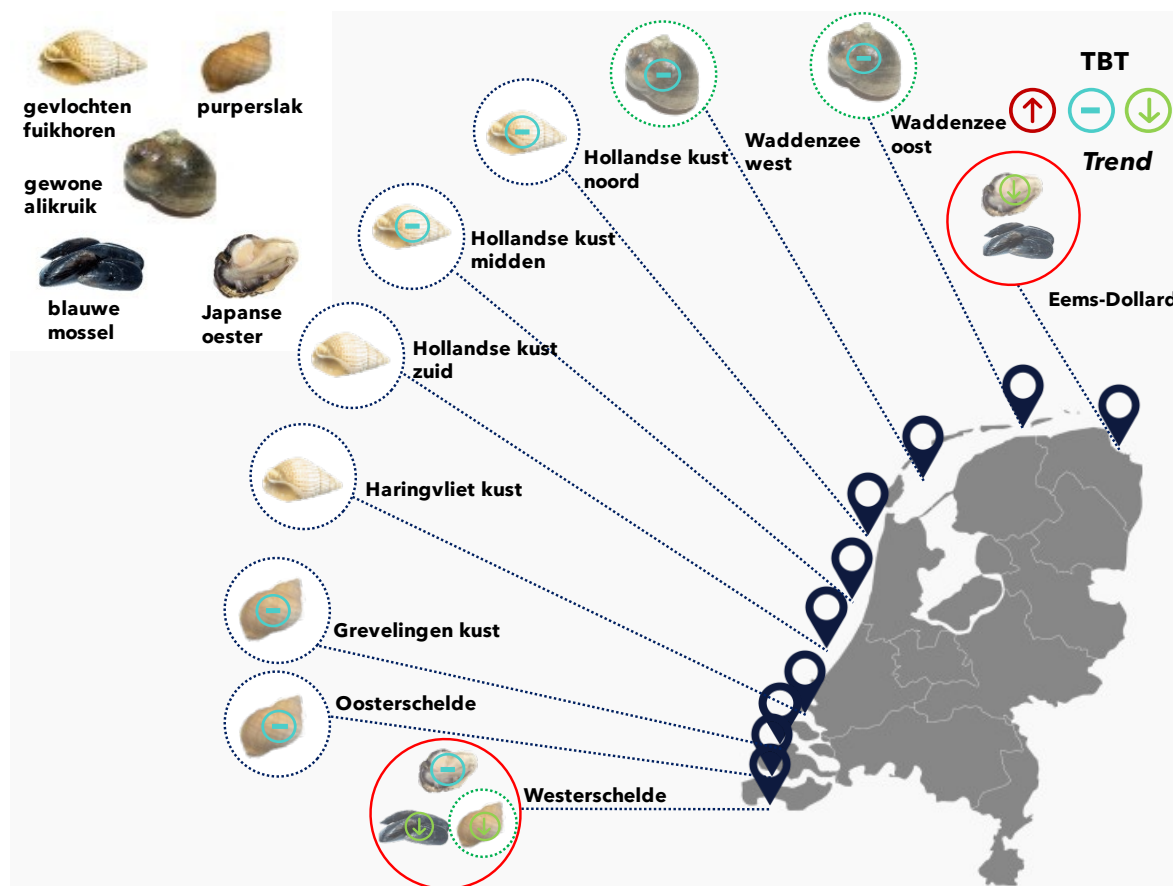 gevlochten
fuikhoren
purperslak
gewone
alikruik
blauwe
mossel
Japanse
oester
TBT
Trend
Waddenzee
oost
Waddenzee
west
Hollandse kust
noord
Hollandse kust
midden
Eems-Dollard
Hollandse kust
zuid
Haringvliet kust
Grevelingen kust
Oosterschelde
Westerschelde